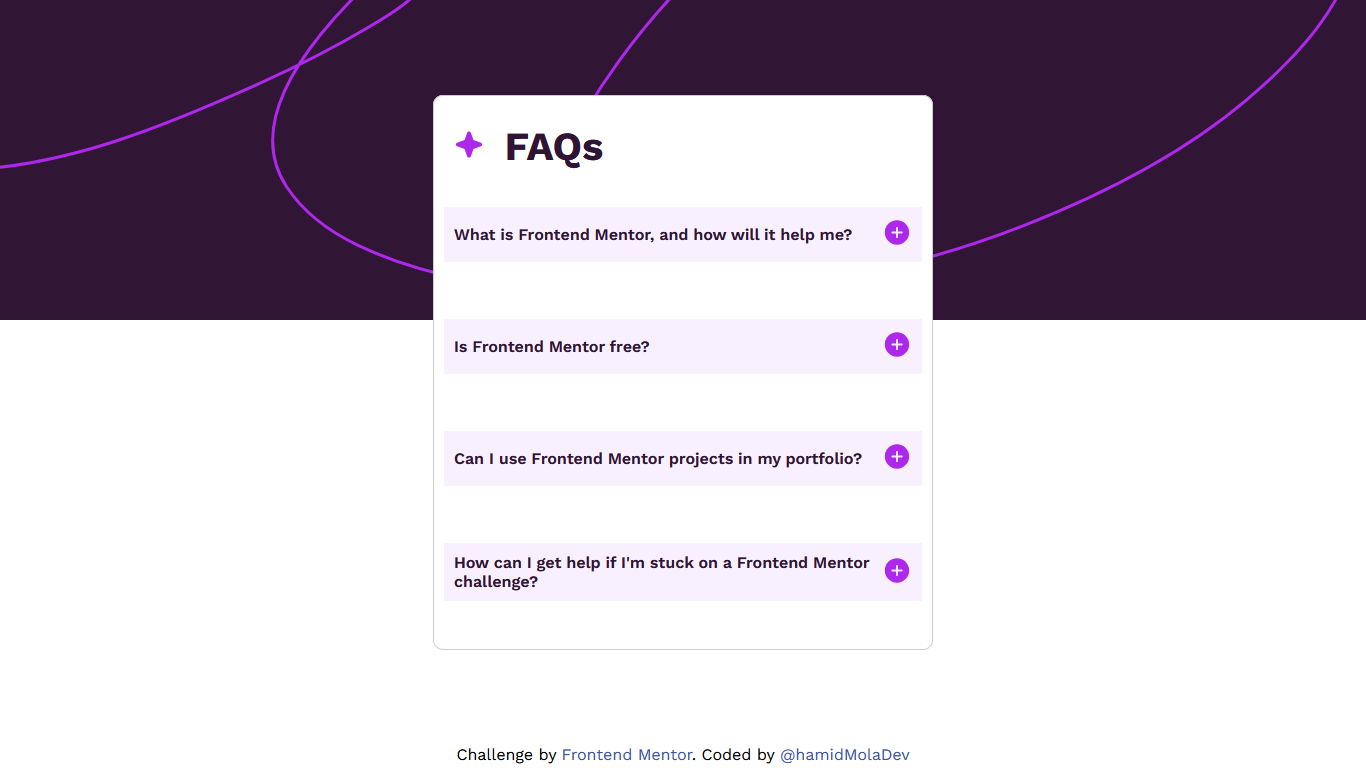 FAQs
What is Frontend Mentor, and how will it help me?
Is Frontend Mentor free?
Can I use Frontend Mentor projects in my portfolio?
How can I get help if I'm stuck on a Frontend Mentor
challenge?
Challenge by Frontend Mentor. Coded by @hamidMolaDev